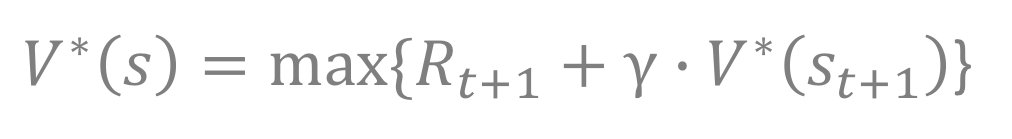 V*(s) = max{R_{t+1} + γ · V*(s_{t+1})}